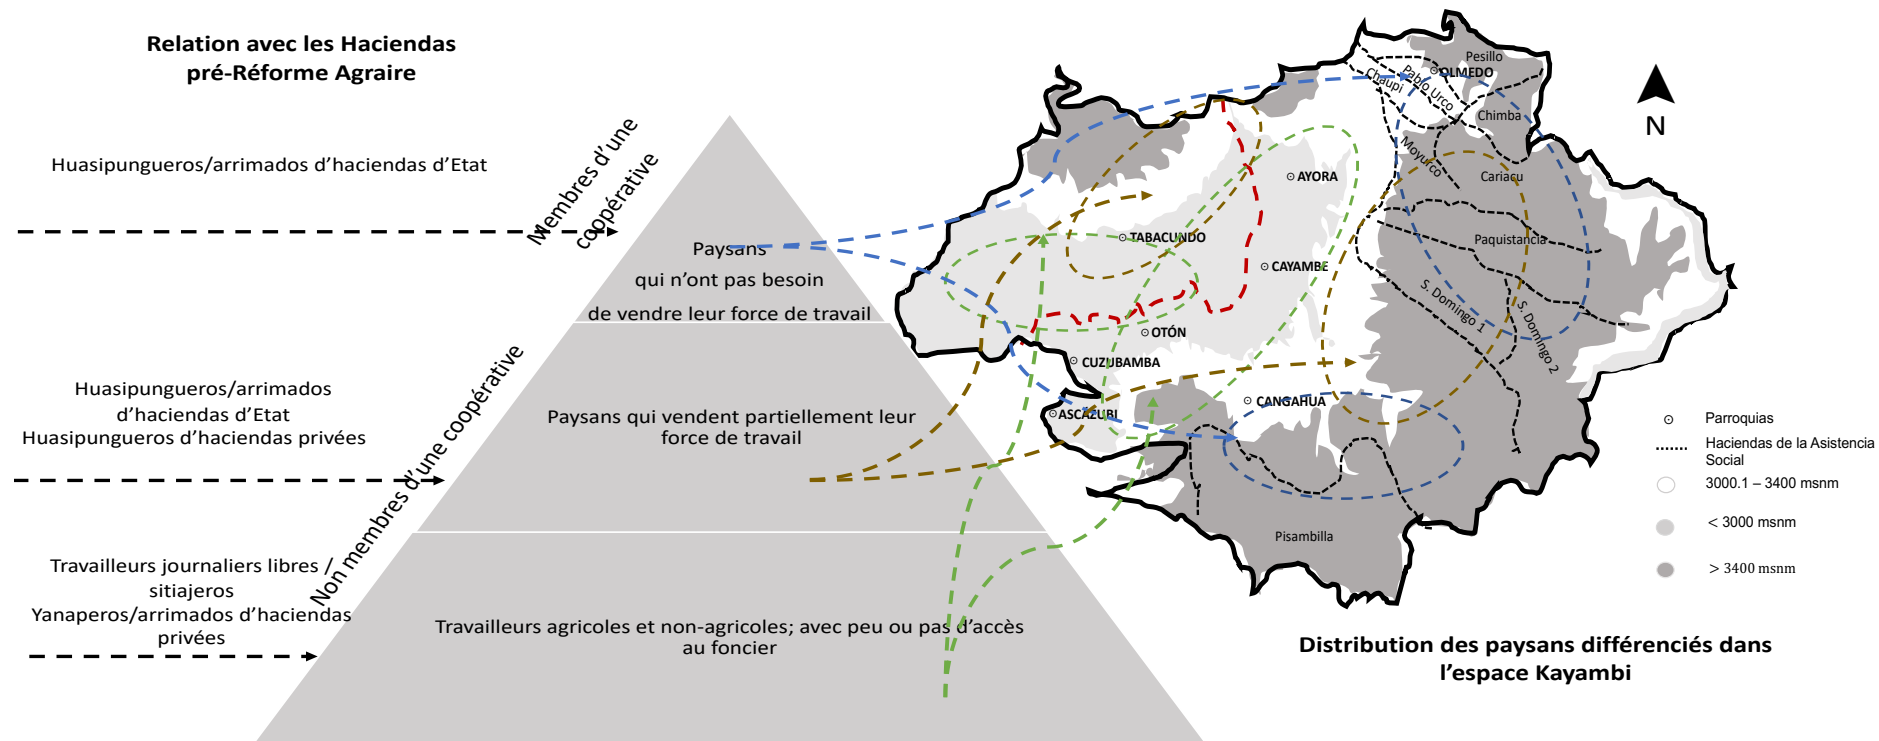 Relation avec les Haciendas
pré-Réforme Agraire
Huasipungueros/arrimados d’haciendas d’Etat
Membres d’une
coopérative
Paysans
qui n’ont pas besoin
de vendre leur force de travail
Huasipungueros/arrimados
d’haciendas d’Etat
Huasipungueros d’haciendas privées
Non membres d’une coopérative
Paysans qui vendent partiellement leur
force de travail
Travailleurs journaliers libres /
sitiajeros
Yanaperos/arrimados d’haciendas
privées
Travailleurs agricoles et non-agricoles; avec peu ou pas d’accès
au foncier
Pesillo
OLMEDO
Chaupi
Pablo Urco
Chimba
Moyurco
Cariacu
AYORA
TABACUNDO
Paquistancia
CAYAMBE
S. Domingo 1
S. Domingo 2
OTÓN
CUZUBAMBA
CANGAHUA
ASCAZUBI
Pisambilla
N
Parroquias
Haciendas de la Asistencia
Social
3000.1 – 3400 msnm
< 3000 msnm
> 3400 msnm
Distribution des paysans différenciés dans
l’espace Kayambi